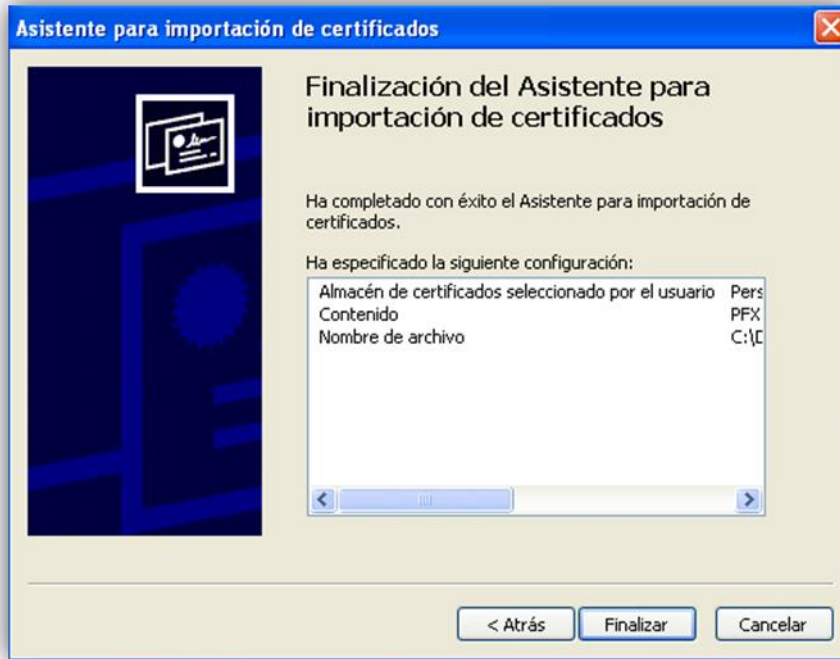 Asistente para importación de certificados
Finalización del Asistente para
importación de certificados
Ha completado con éxito el Asistente para importación de
certificados.
Ha especificado la siguiente configuración:
Almacén de certificados seleccionado por el usuario Pers
Contenido PFX
Nombre de archivo C:\D
< Atrás Finalizar Cancelar